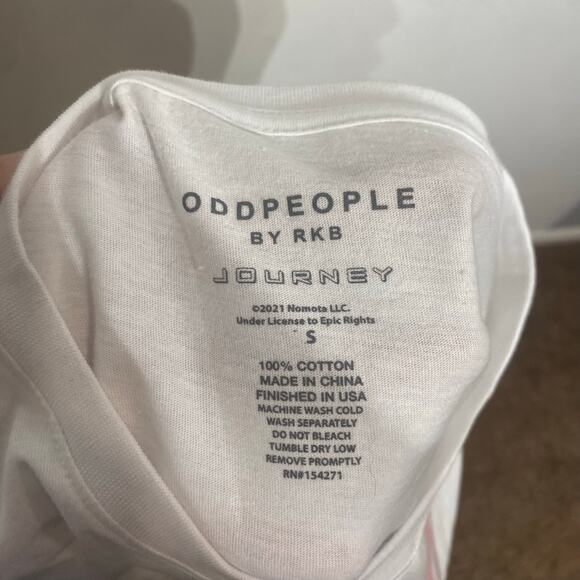 ODDPEOPLE
BY RKB
JOURNEY
©2021 Nomota LLC.
Under License to Epic Rights
S
100% COTTON
MADE IN CHINA
FINISHED IN USA
MACHINE WASH COLD
WASH SEPARATELY
DO NOT BLEACH
TUMBLE DRY LOW
REMOVE PROMPTLY
RN#154271